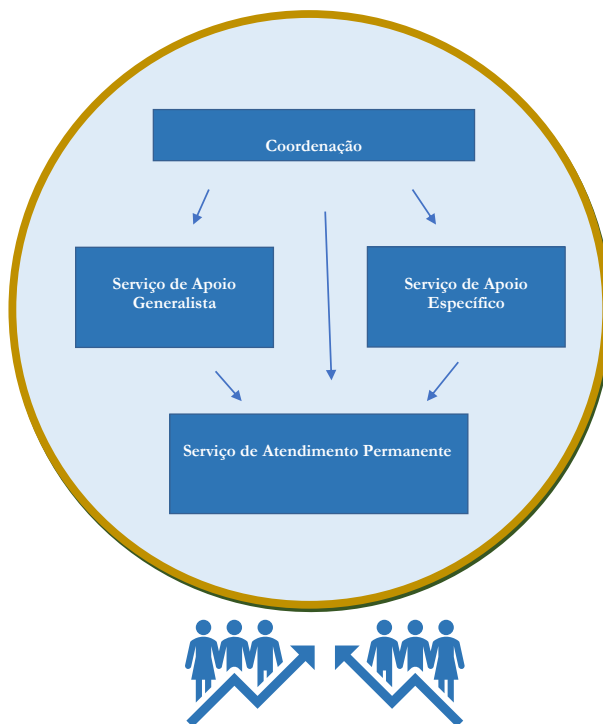 Coordenação
Serviço de Apoio
Generalista
Serviço de Apoio
Específico
Serviço de Atendimento Permanente